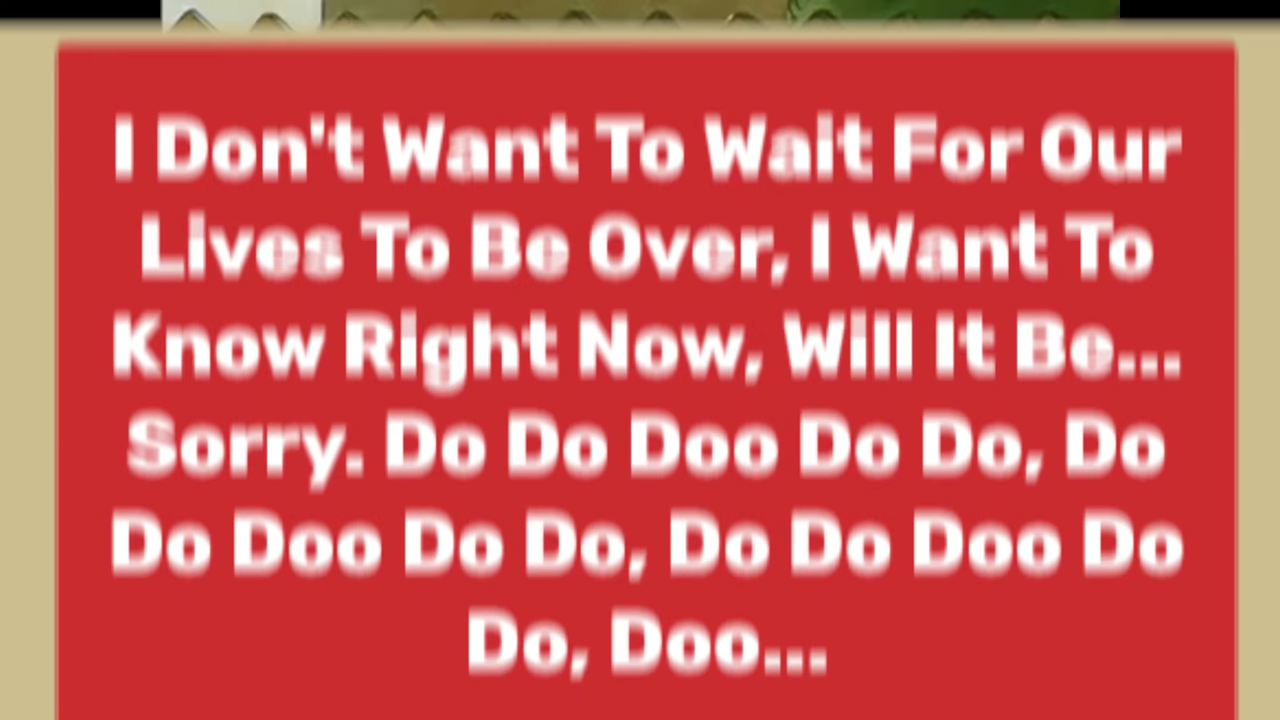 I Don't Want To Wait For Our
Lives To Be Over, I Want To
Know Right Now, Will It Be...
Sorry. Do Do Doo Do Do, Do
Do Doo Do Do, Do Do Doo Do
Do, Doo...